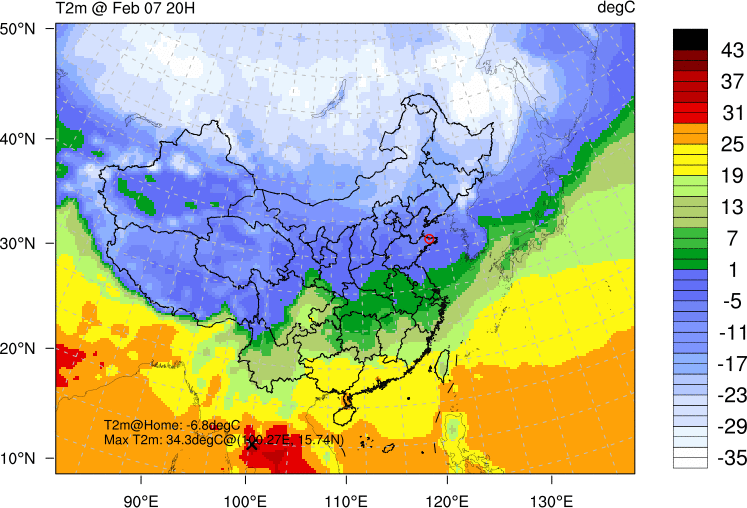 T2m @ Feb 07 20H
degC
50°N
40°N
30°N
20°N
10°N
T2m@Home: -6.8degC
Max T2m: 34.3degC@(100.27E, 15.74N)
90°E
100°E
110°E
120°E
130°E
43
37
31
25
19
13
7
1
-5
-11
-17
-23
-29
-35